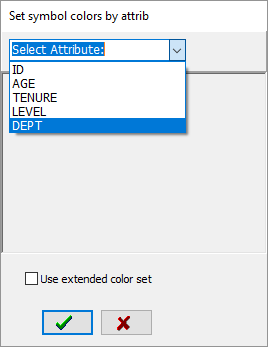 Set symbol colors by attrib
Select Attribute:
ID
AGE
TENURE
LEVEL
DEPT
Use extended color set